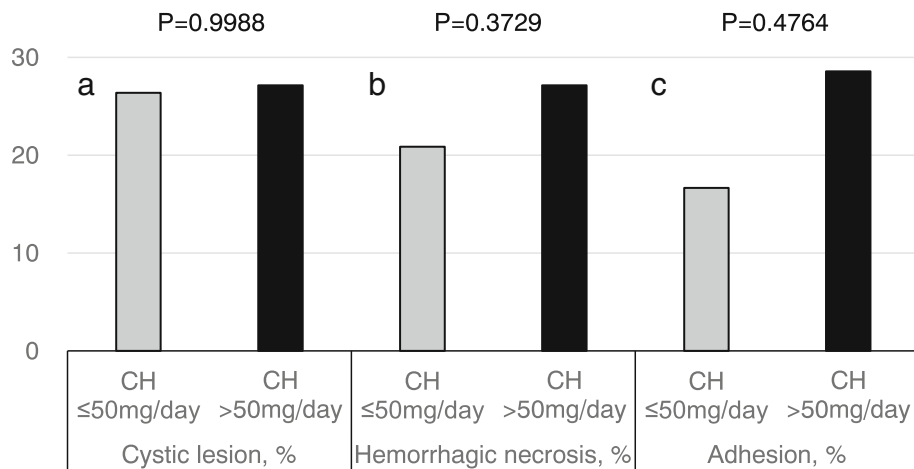 P=0.9988 P=0.3729 P=0.4764
30
a b c
20
10
0
CH CH CH CH CH CH
≤50mg/day >50mg/day ≤50mg/day >50mg/day ≤50mg/day >50mg/day
Cystic lesion, % Hemorrhagic necrosis, % Adhesion, %